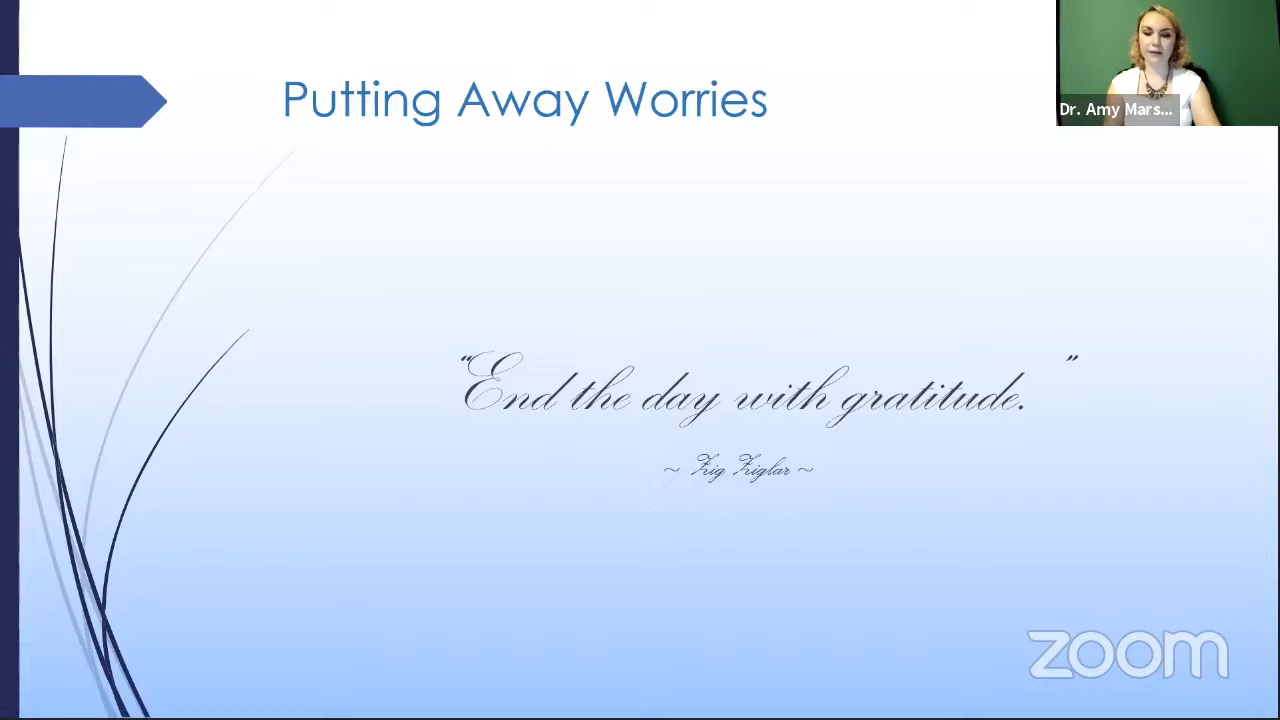 Putting Away Worries
Dr. Amy Mars...
“End the day with gratitude. ”
~ Zig Ziglar ~
zoom